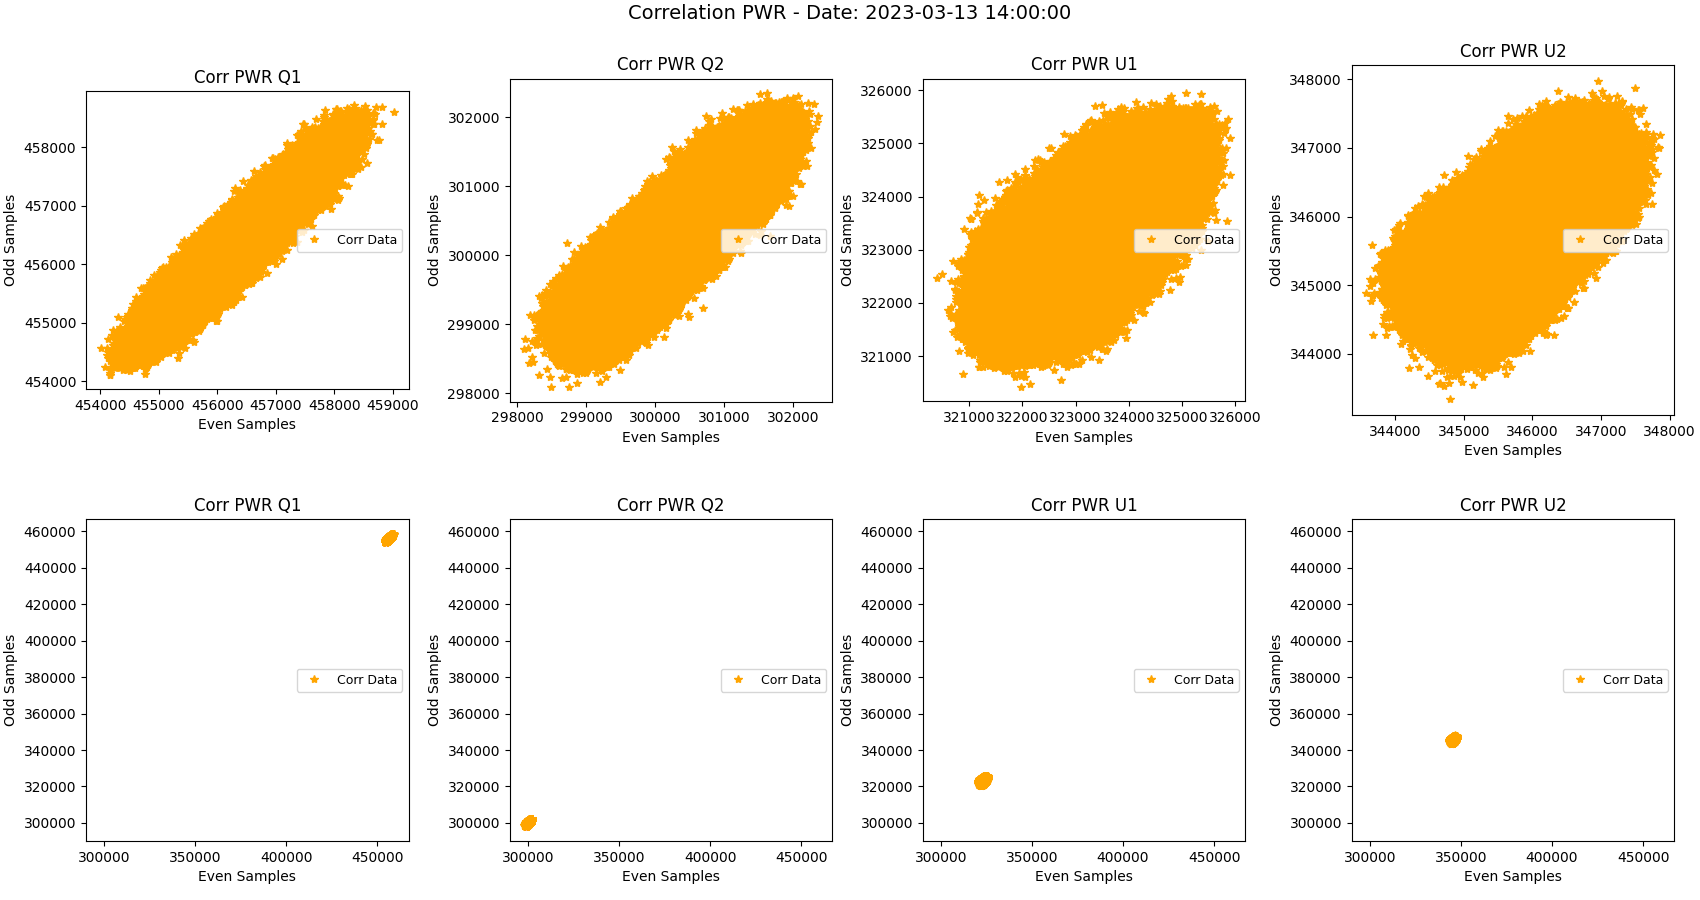 Correlation PWR - Date: 2023-03-13 14:00:00
Corr PWR Q1
Odd Samples
458000
457000
456000
455000
454000
Corr Data
454000 455000 456000 457000 458000 459000
Even Samples
Corr PWR Q2
Odd Samples
302000
301000
300000
299000
298000
Corr Data
298000 299000 300000 301000 302000
Even Samples
Corr PWR U1
Odd Samples
326000
325000
324000
323000
322000
321000
Corr Data
321000 322000 323000 324000 325000 326000
Even Samples
Corr PWR U2
Odd Samples
348000
347000
346000
345000
344000
Corr Data
344000 345000 346000 347000 348000
Even Samples
Corr PWR Q1
Odd Samples
460000
440000
420000
400000
380000
360000
340000
320000
300000
Corr Data
300000 350000 400000 450000
Even Samples
Corr PWR Q2
Odd Samples
460000
440000
420000
400000
380000
360000
340000
320000
300000
Corr Data
300000 350000 400000 450000
Even Samples
Corr PWR U1
Odd Samples
460000
440000
420000
400000
380000
360000
340000
320000
300000
Corr Data
300000 350000 400000 450000
Even Samples
Corr PWR U2
Odd Samples
460000
440000
420000
400000
380000
360000
340000
320000
300000
Corr Data
300000 350000 400000 450000
Even Samples